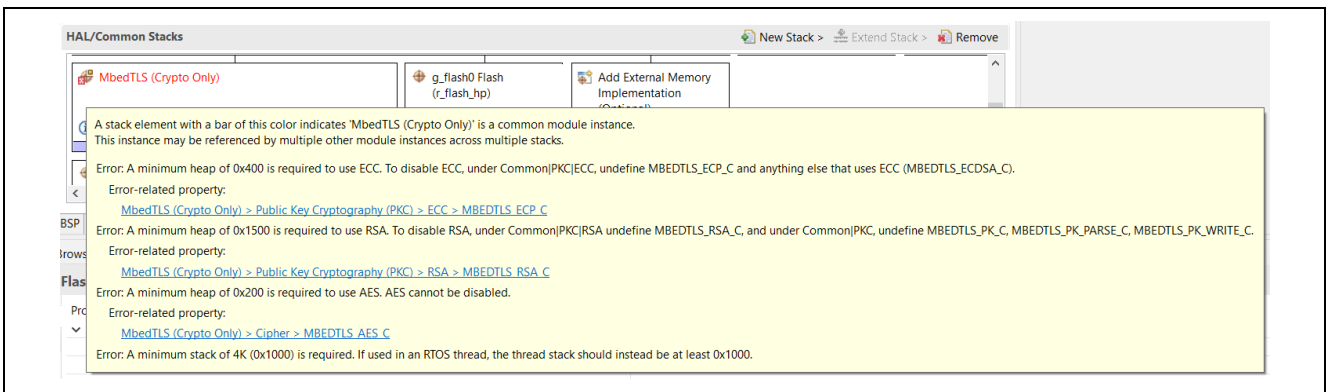 HAL/Common Stacks
New Stack > Extend Stack > Remove
MbedTLS (Crypto Only)
g_flash0 Flash
(r_flash_hp)
Add External Memory
Implementation
(Optional)
A stack element with a bar of this color indicates 'MbedTLS (Crypto Only)' is a common module instance.
This instance may be referenced by multiple other module instances across multiple stacks.
Error: A minimum heap of 0x400 is required to use ECC. To disable ECC, under Common|PKC|ECC, undefine MBEDTLS_ECP_C and anything else that uses ECC (MBEDTLS_ECDSA_C).
Error-related property:
MbedTLS (Crypto Only) > Public Key Cryptography (PKC) > ECC > MBEDTLS_ECP_C
BSP
Error: A minimum heap of 0x1500 is required to use RSA. To disable RSA, under Common|PKC|RSA undefine MBEDTLS_RSA_C, and under Common|PKC, undefine MBEDTLS_PK_C, MBEDTLS_PK_PARSE_C, MBEDTLS_PK_WRITE_C.
Error-related property:
MbedTLS (Crypto Only) > Public Key Cryptography (PKC) > RSA > MBEDTLS_RSA_C
Flas
Error: A minimum heap of 0x200 is required to use AES. AES cannot be disabled.
Error-related property:
MbedTLS (Crypto Only) > Cipher > MBEDTLS_AES_C
Error: A minimum stack of 4K (0x1000) is required. If used in an RTOS thread, the thread stack should instead be at least 0x1000.